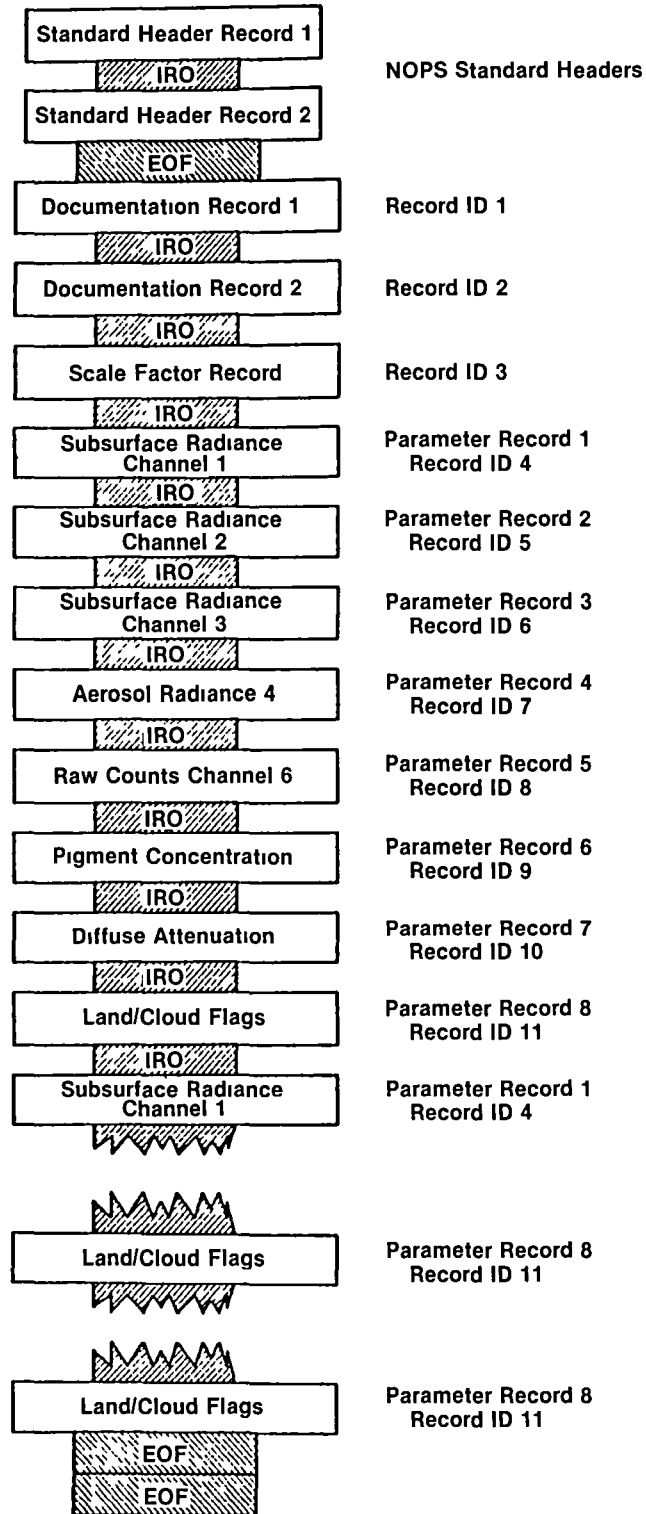 Standard Header Record 1
IRO
NOPS Standard Headers
Standard Header Record 2
EOF
Documentation Record 1
Record ID 1
IRO
Documentation Record 2
Record ID 2
IRO
Scale Factor Record
Record ID 3
IRO
Subsurface Radiance
Channel 1
Parameter Record 1
Record ID 4
IRO
Subsurface Radiance
Channel 2
Parameter Record 2
Record ID 5
IRO
Subsurface Radiance
Channel 3
Parameter Record 3
Record ID 6
IRO
Aerosol Radiance 4
Parameter Record 4
Record ID 7
IRO
Raw Counts Channel 6
Parameter Record 5
Record ID 8
IRO
Pigment Concentration
Parameter Record 6
Record ID 9
IRO
Diffuse Attenuation
Parameter Record 7
Record ID 10
IRO
Land/Cloud Flags
Parameter Record 8
Record ID 11
IRO
Subsurface Radiance
Channel 1
Parameter Record 1
Record ID 4
Land/Cloud Flags
Parameter Record 8
Record ID 11
Land/Cloud Flags
Parameter Record 8
Record ID 11
EOF
EOF